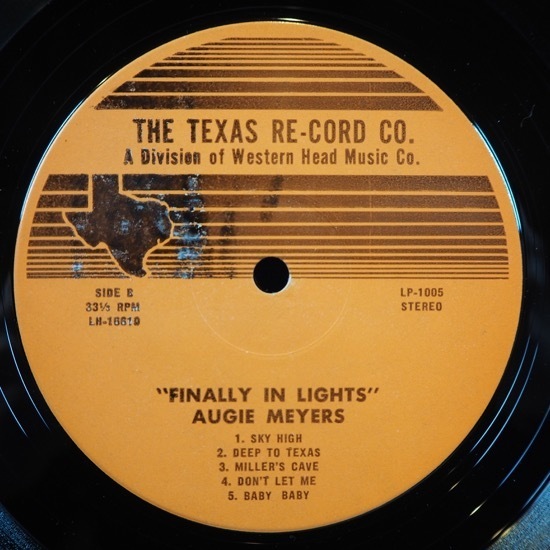 THE TEXAS RE-CORD CO.
A Division of Western Head Music Co.
SIDE B
33⅓ RPM
LH-16610
LP-1005
STEREO
"FINALLY IN LIGHTS"
AUGIE MEYERS
1. SKY HIGH
2. DEEP TO TEXAS
3. MILLER'S CAVE
4. DON'T LET ME
5. BABY BABY